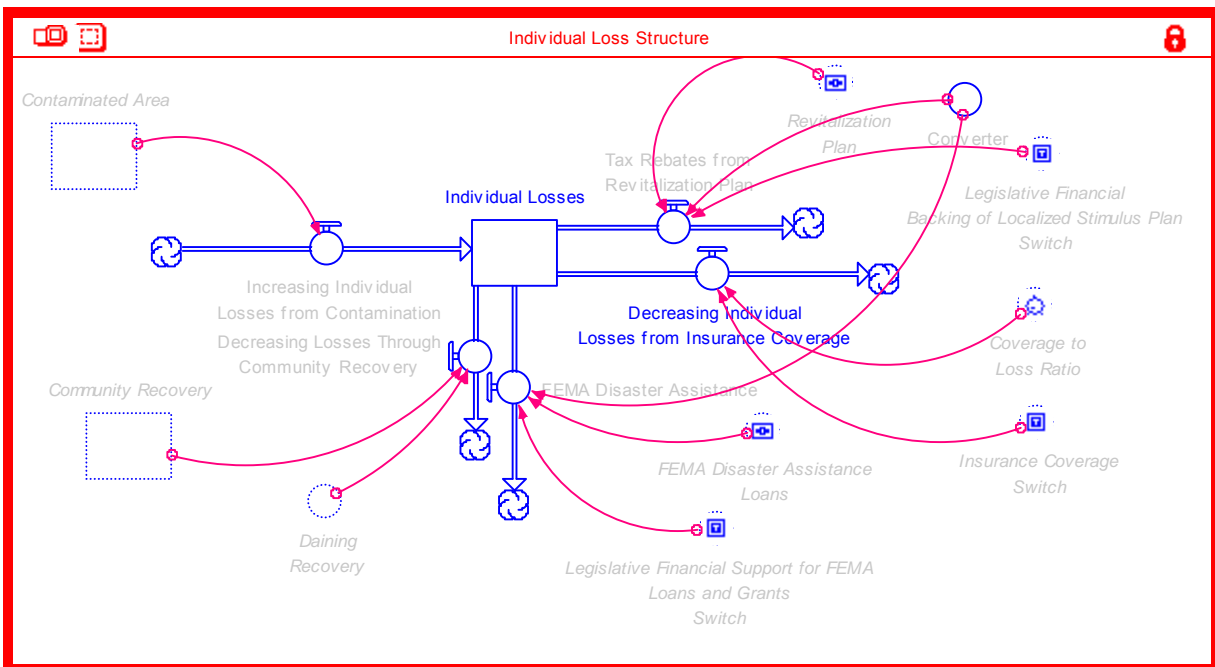 Individual Loss Structure
Contaminated Area
Revitalization
Plan
Converter
Tax Rebates from
Revitalization Plan
Legislative Financial
Backing of Localized Stimulus Plan
Switch
Individual Losses
Increasing Individual
Losses from Contamination
Decreasing Individual
Losses from Insurance Coverage
Decreasing Losses Through
Community Recovery
Coverage to
Loss Ratio
Community Recovery
FEMA Disaster Assistance
FEMA Disaster Assistance
Loans
Insurance Coverage
Switch
Daining
Recovery
Legislative Financial Support for FEMA
Loans and Grants
Switch